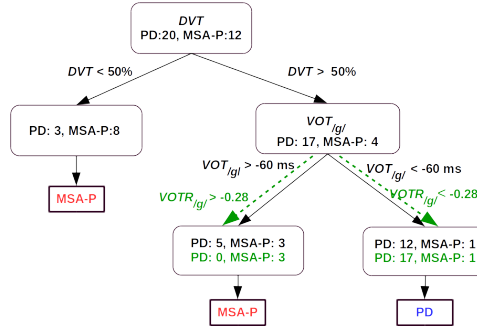 DVT
PD:20, MSA-P:12
DVT < 50%
DVT > 50%
PD: 3, MSA-P:8
VOT/g/
PD: 17, MSA-P: 4
MSA-P
VOT/g/ > -60 ms
VOT/g/ < -60 ms
VOTR/g/ > -0.28
VOTR/g/ < -0.28
PD: 5, MSA-P: 3
PD: 0, MSA-P: 3
PD: 12, MSA-P: 1
PD: 17, MSA-P: 1
MSA-P
PD